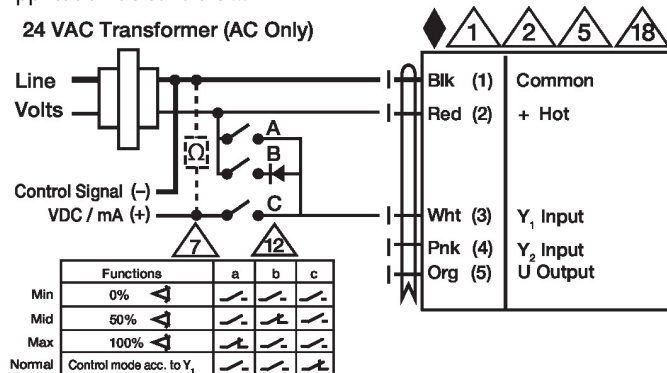 24 VAC Transformer (AC Only)
1 2 5 18
Line
Volts
Blk (1) Common
Red (2) + Hot
A
Ω
B
Control Signal (−)
C
VDC / mA (+)
Wht (3) Y1 Input
7
12
Pnk (4) Y2 Input
Org (5) U Output
Functions a b c
Min 0%
Mid 50%
Max 100%
Normal Control mode acc. to Y1